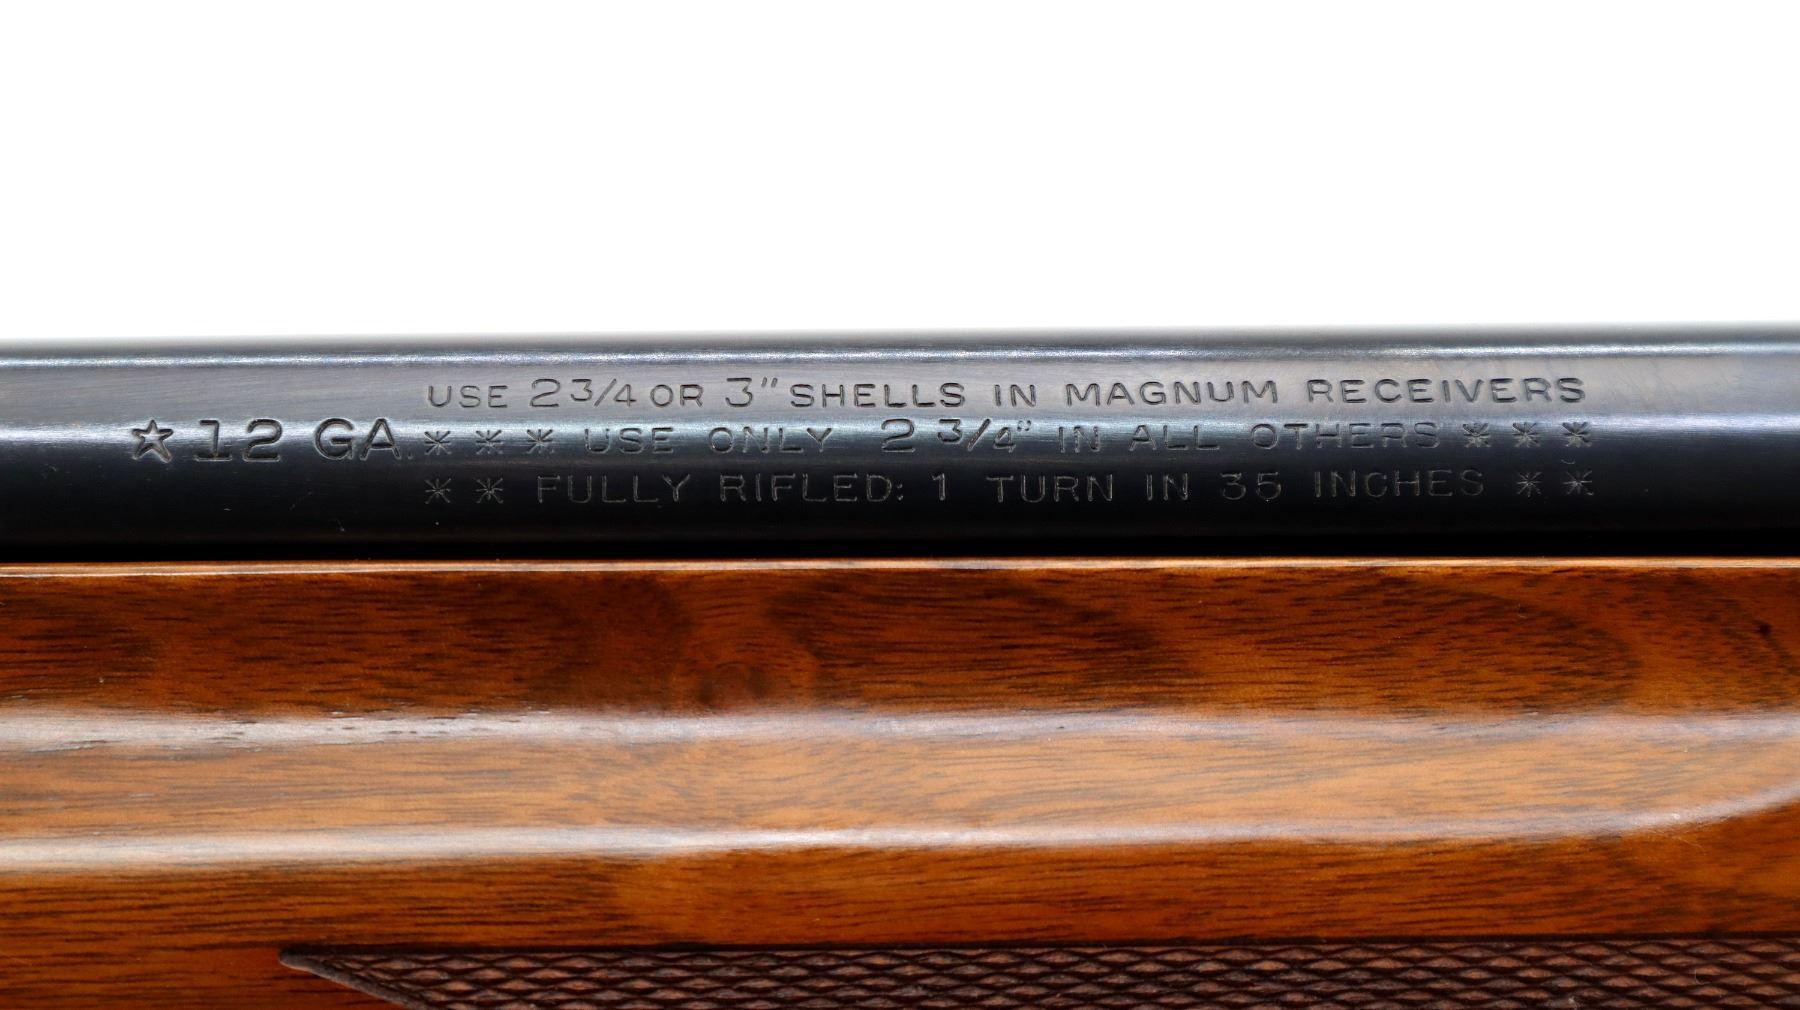 USE 2 3/4 OR 3" SHELLS IN MAGNUM RECEIVERS
☆12 GA. * * * USE ONLY 2 3/4" IN ALL OTHERS * * *
* * FULLY RIFLED: 1 TURN IN 35 INCHES * *